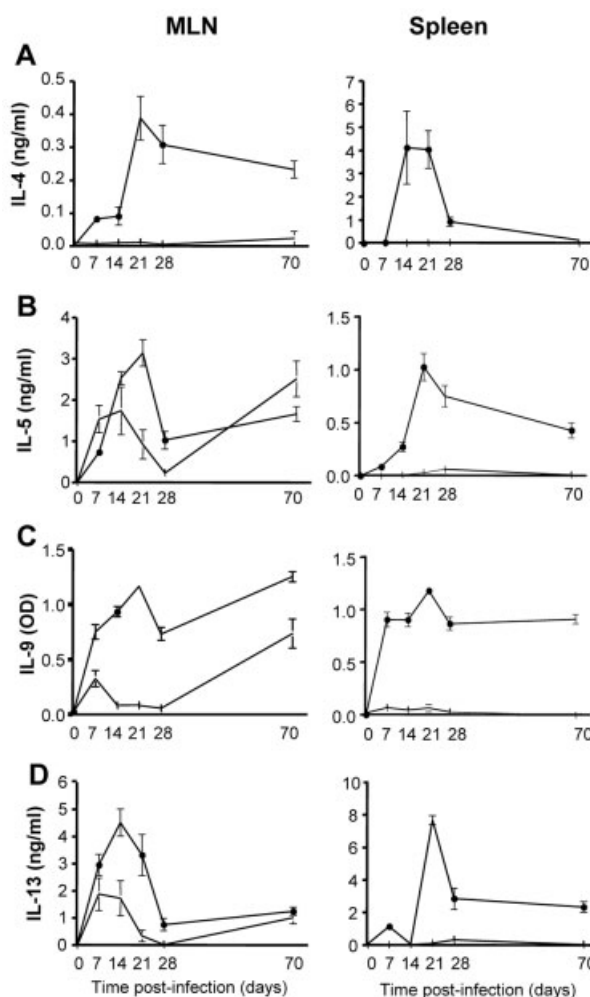 MLN Spleen
A
IL-4 (ng/ml)
0.5
0.4
0.3
0.2
0.1
0.0
0 7 14 21 28 70
7
6
5
4
3
2
1
0
0 7 14 21 28 70
B
IL-5 (ng/ml)
4
3
2
1
0
0 7 14 21 28 70
1.5
1.0
0.5
0.0
0 7 14 21 28 70
C
IL-9 (OD)
1.5
1.0
0.5
0.0
0 7 14 21 28 70
1.5
1.0
0.5
0.0
0 7 14 21 28 70
D
IL-13 (ng/ml)
6
5
4
3
2
1
0
0 7 14 21 28 70
Time post-infection (days)
10
8
6
4
2
0
0 7 14 21 28 70
Time post-infection (days)